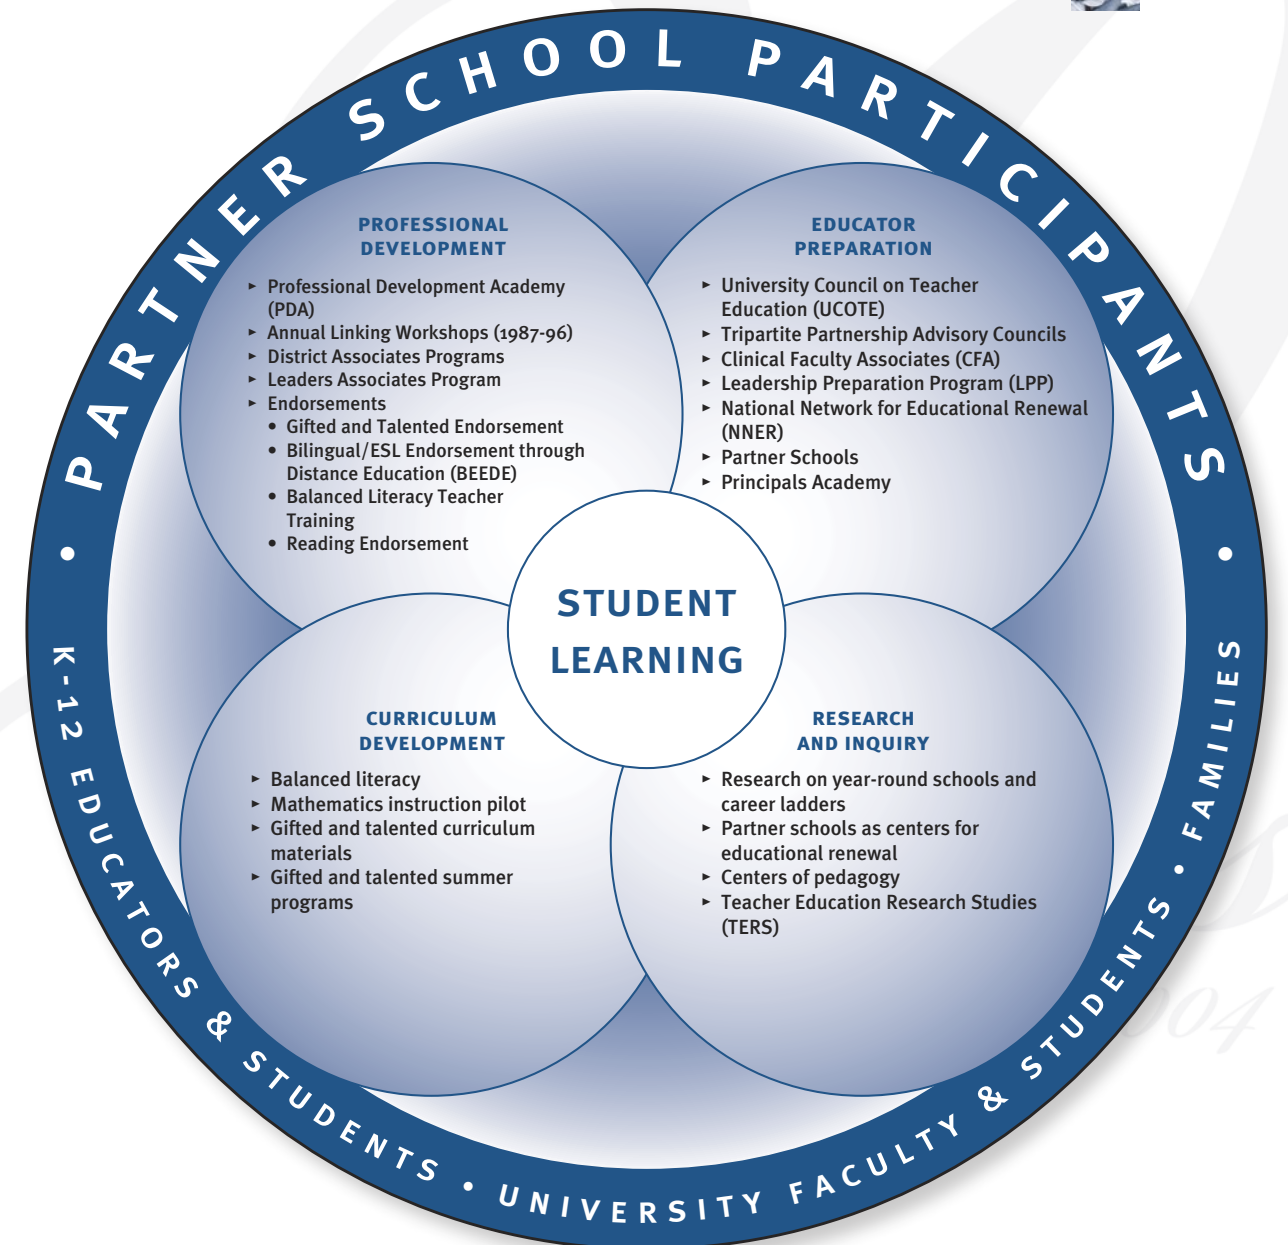 PARTNER SCHOOL PARTICIPANTS
PROFESSIONAL
DEVELOPMENT
► Professional Development Academy
(PDA)
► Annual Linking Workshops (1987-96)
► District Associates Programs
► Leaders Associates Program
► Endorsements
• Gifted and Talented Endorsement
• Bilingual/ESL Endorsement through
Distance Education (BEEDE)
• Balanced Literacy Teacher
Training
• Reading Endorsement
EDUCATOR
PREPARATION
► University Council on Teacher
Education (UCOTE)
► Tripartite Partnership Advisory Councils
► Clinical Faculty Associates (CFA)
► Leadership Preparation Program (LPP)
► National Network for Educational Renewal
(NNER)
► Partner Schools
► Principals Academy
STUDENT
LEARNING
CURRICULUM
DEVELOPMENT
► Balanced literacy
► Mathematics instruction pilot
► Gifted and talented curriculum
materials
► Gifted and talented summer
programs
RESEARCH
AND INQUIRY
► Research on year-round schools and
career ladders
► Partner schools as centers for
educational renewal
► Centers of pedagogy
► Teacher Education Research Studies
(TERS)
• K-12 EDUCATORS & STUDENTS • UNIVERSITY FACULTY & STUDENTS • FAMILIES •